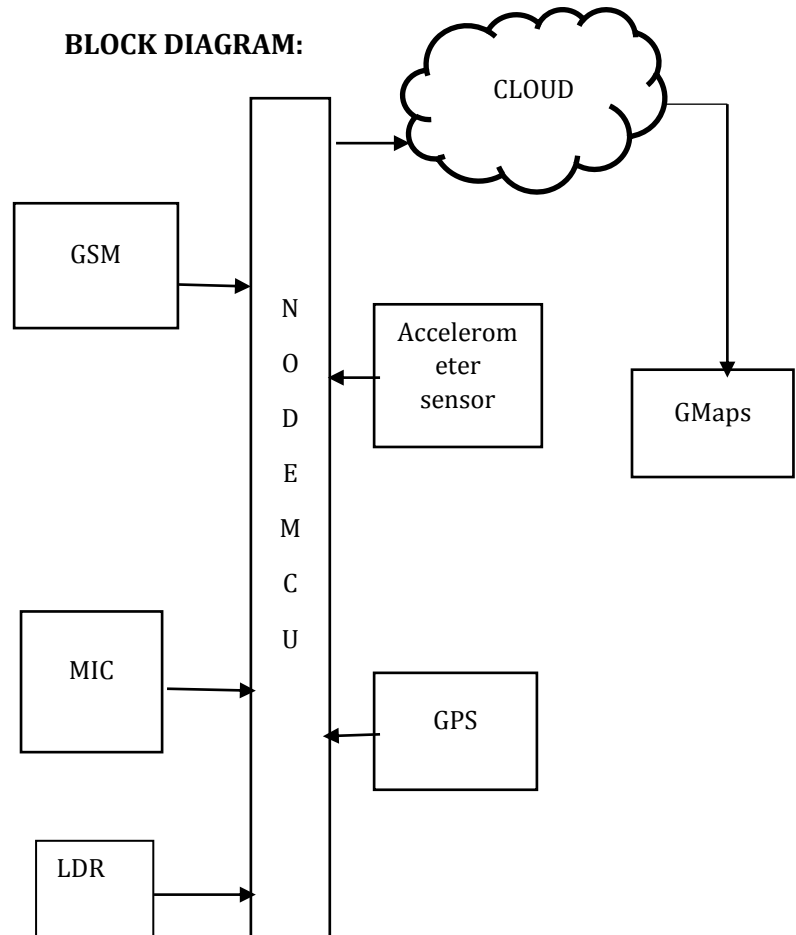 BLOCK DIAGRAM:
CLOUD
GSM
N
O
D
E
M
C
U
Accelerom
eter
sensor
GMaps
MIC
GPS
LDR